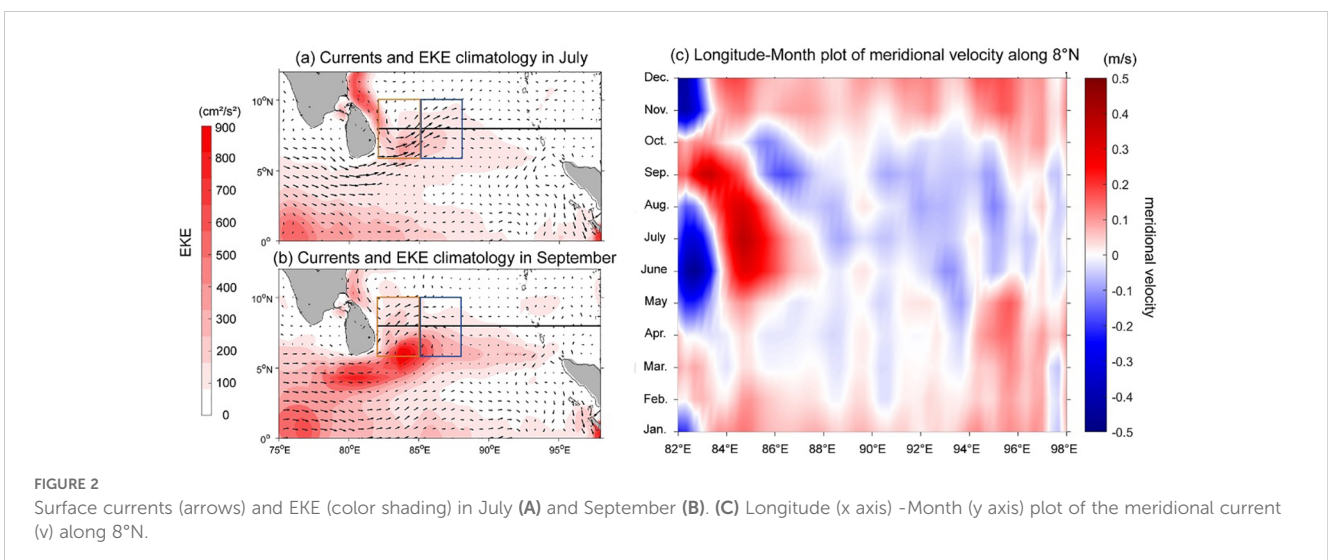 (a) Currents and EKE climatology in July
(cm²/s²)
900
800
700
600
500
400
300
200
100
0
EKE
10°N
5°N
0°
(b) Currents and EKE climatology in September
10°N
5°N
0°
75°E
80°E
85°E
90°E
95°E
(c) Longitude-Month plot of meridional velocity along 8°N
(m/s)
Dec.
Nov.
Oct.
Sep.
Aug.
July
June
May
Apr.
Mar.
Feb.
Jan.
82°E
84°E
86°E
88°E
90°E
92°E
94°E
96°E
98°E
0.5
0.4
0.3
0.2
0.1
0
-0.1
-0.2
-0.3
-0.4
-0.5
meridional velocity
FIGURE 2
Surface currents (arrows) and EKE (color shading) in July (A) and September (B). (C) Longitude (x axis) -Month (y axis) plot of the meridional current
(v) along 8°N.